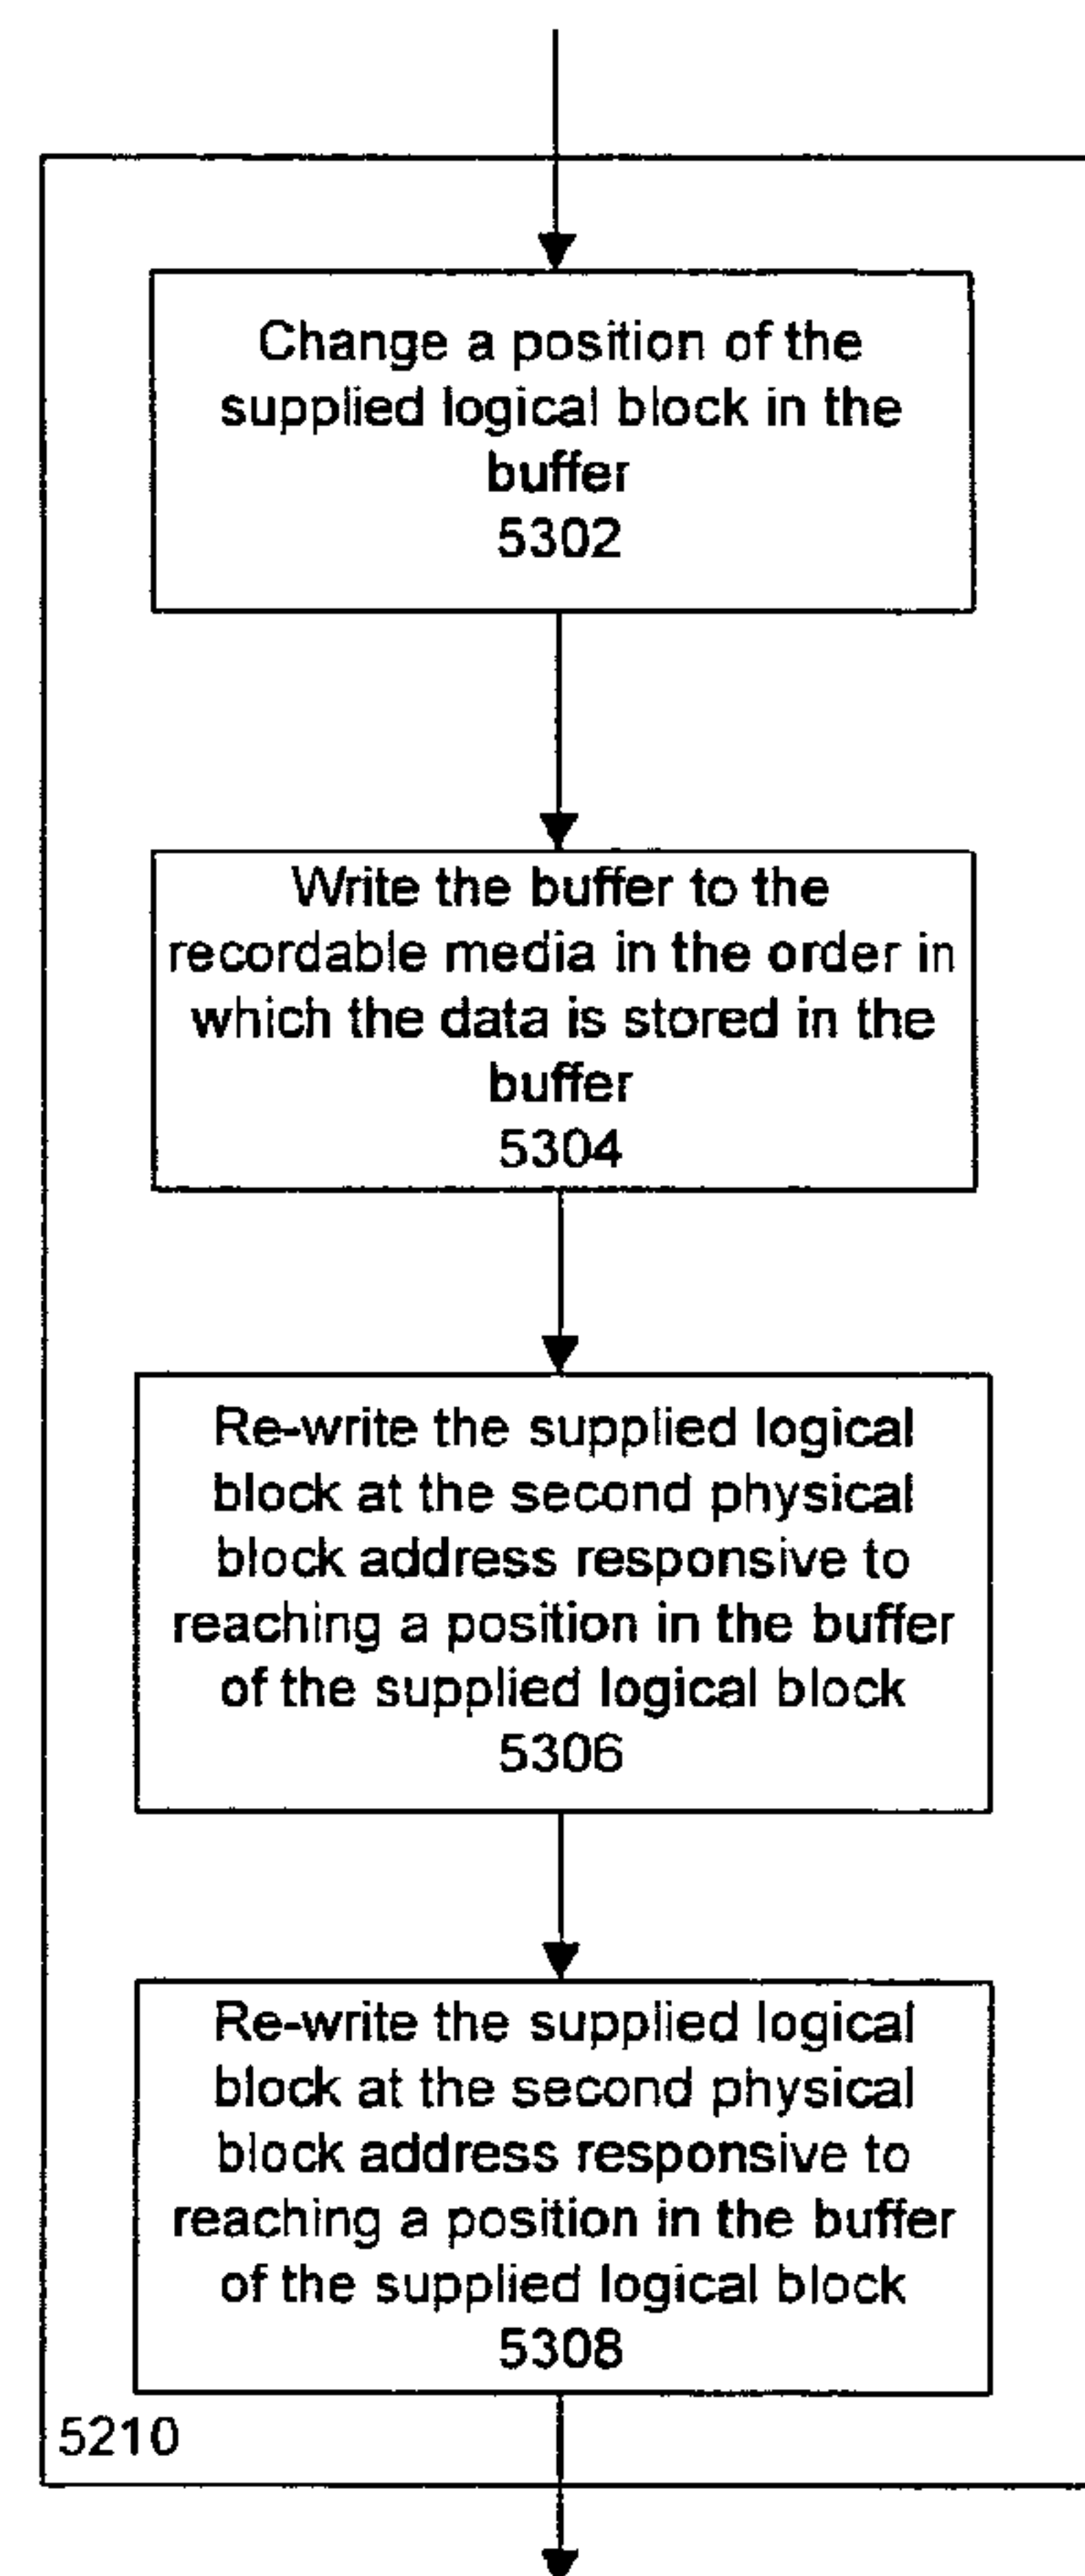 Change a position of the
supplied logical block in the
buffer
5302
Write the buffer to the
recordable media in the order in
which the data is stored in the
buffer
5304
Re-write the supplied logical
block at the second physical
block address responsive to
reaching a position in the buffer
of the supplied logical block
5306
Re-write the supplied logical
block at the second physical
block address responsive to
reaching a position in the buffer
of the supplied logical block
5308
5210